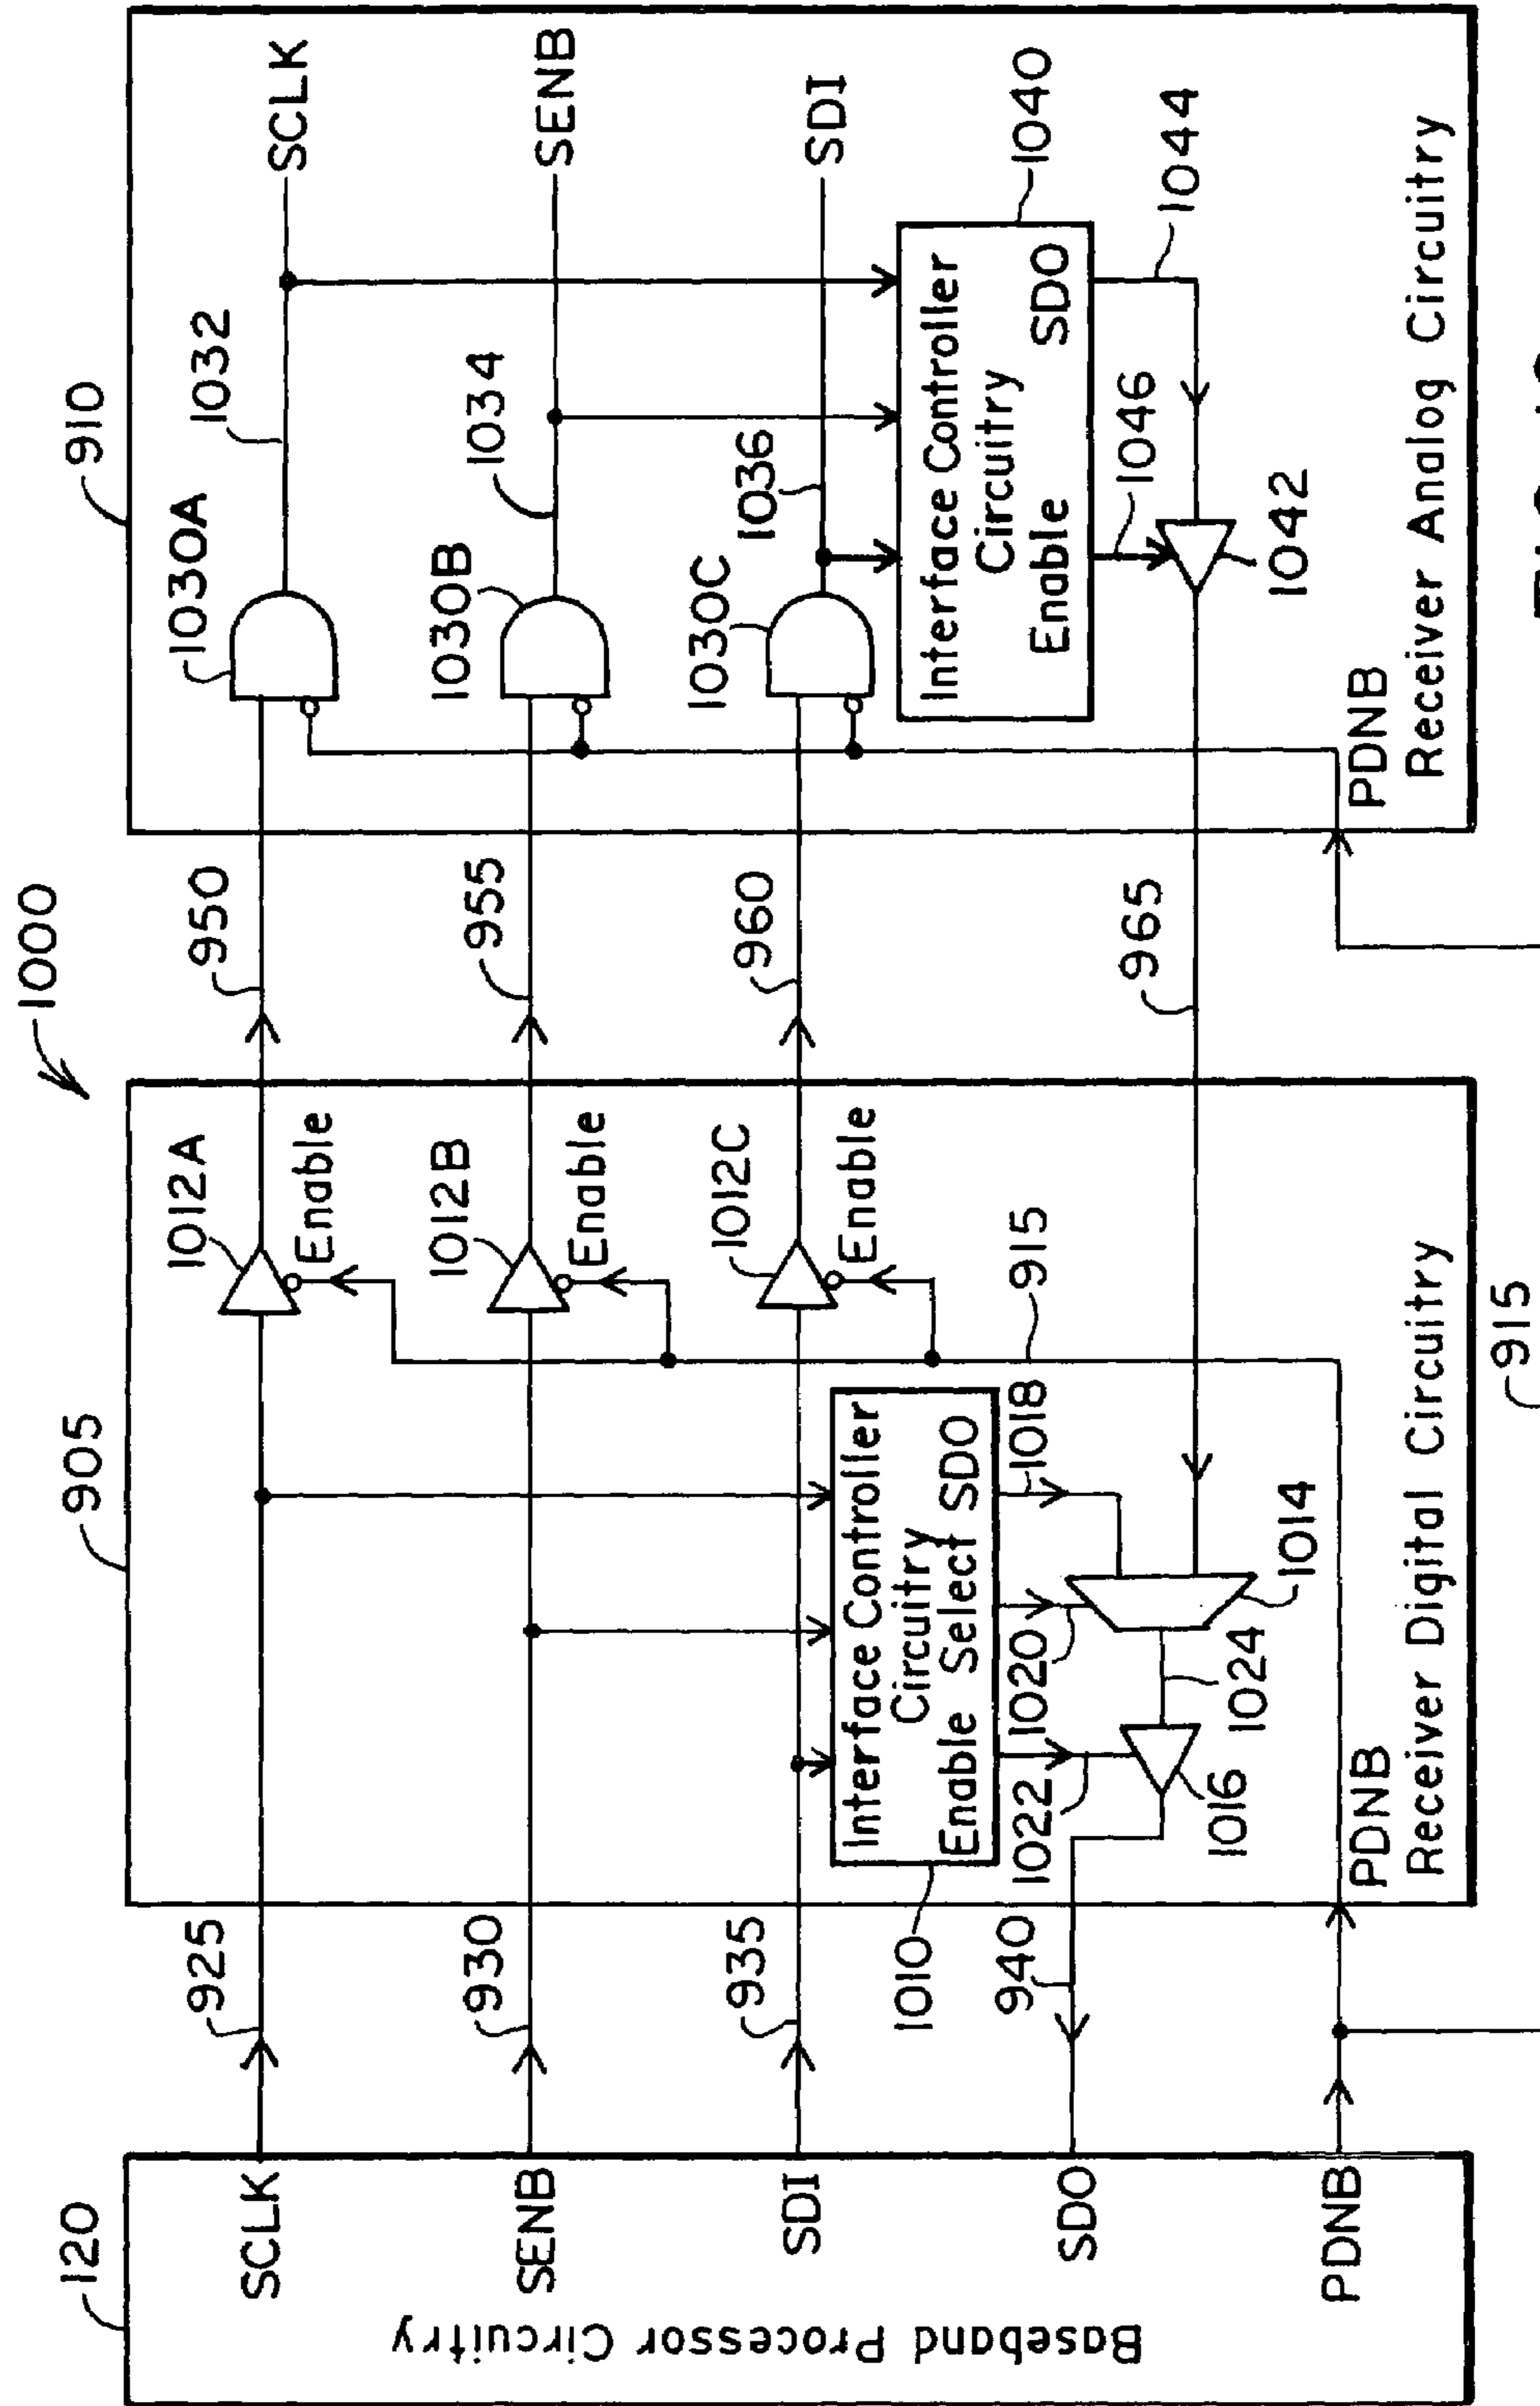 1000
120
SCLK
SENB
SDI
SDO
PDNB
Baseband Processor Circuitry
925
930
935
940
905
1012A
Enable
1012B
Enable
1012C
Enable
915
Interface Controller
Circuitry
Enable Select SDO
1010
1018
1020
1022
1014
1024
1016
PDNB
Receiver Digital Circuitry
915
950
955
960
965
910
1030A
1032
SCLK
1030B
1034
SENB
1030C
1036
SDI
Interface Controller
Circuitry
Enable SDO
1040
1044
1046
1042
PDNB
Receiver Analog Circuitry